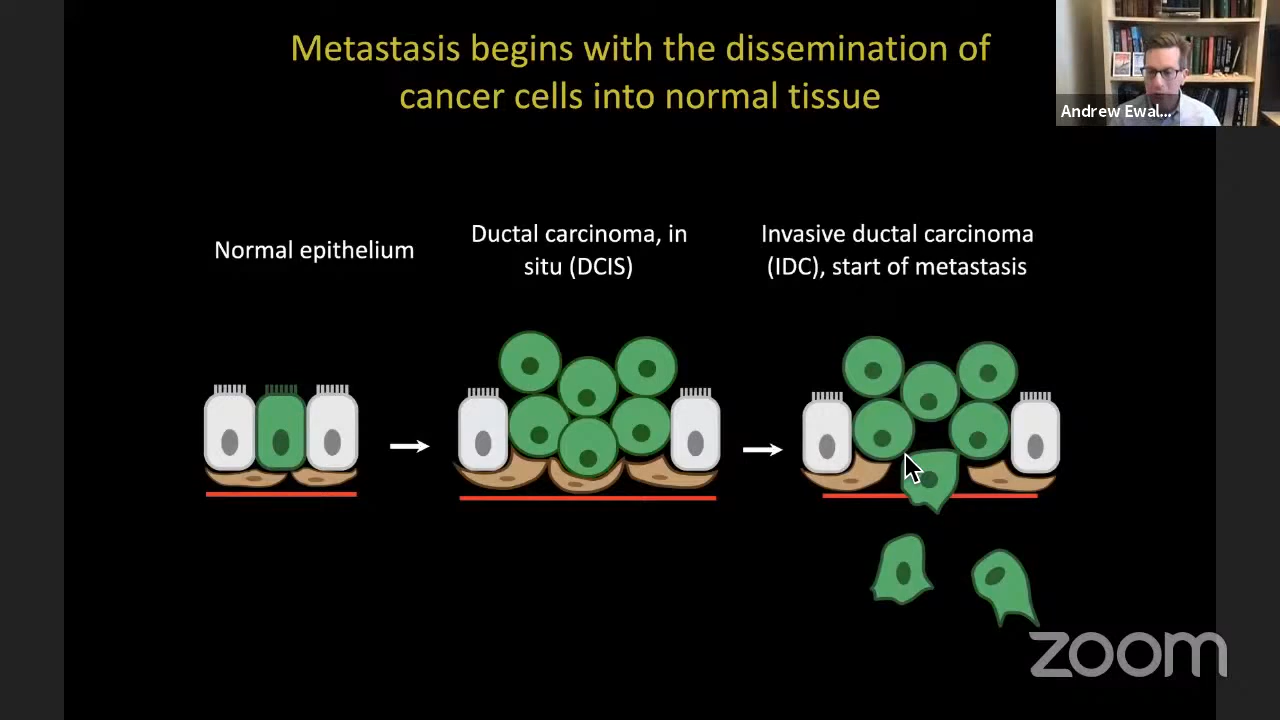 Metastasis begins with the dissemination of
cancer cells into normal tissue
Andrew Ewal...
Normal epithelium
Ductal carcinoma, in
situ (DCIS)
Invasive ductal carcinoma
(IDC), start of metastasis
zoom